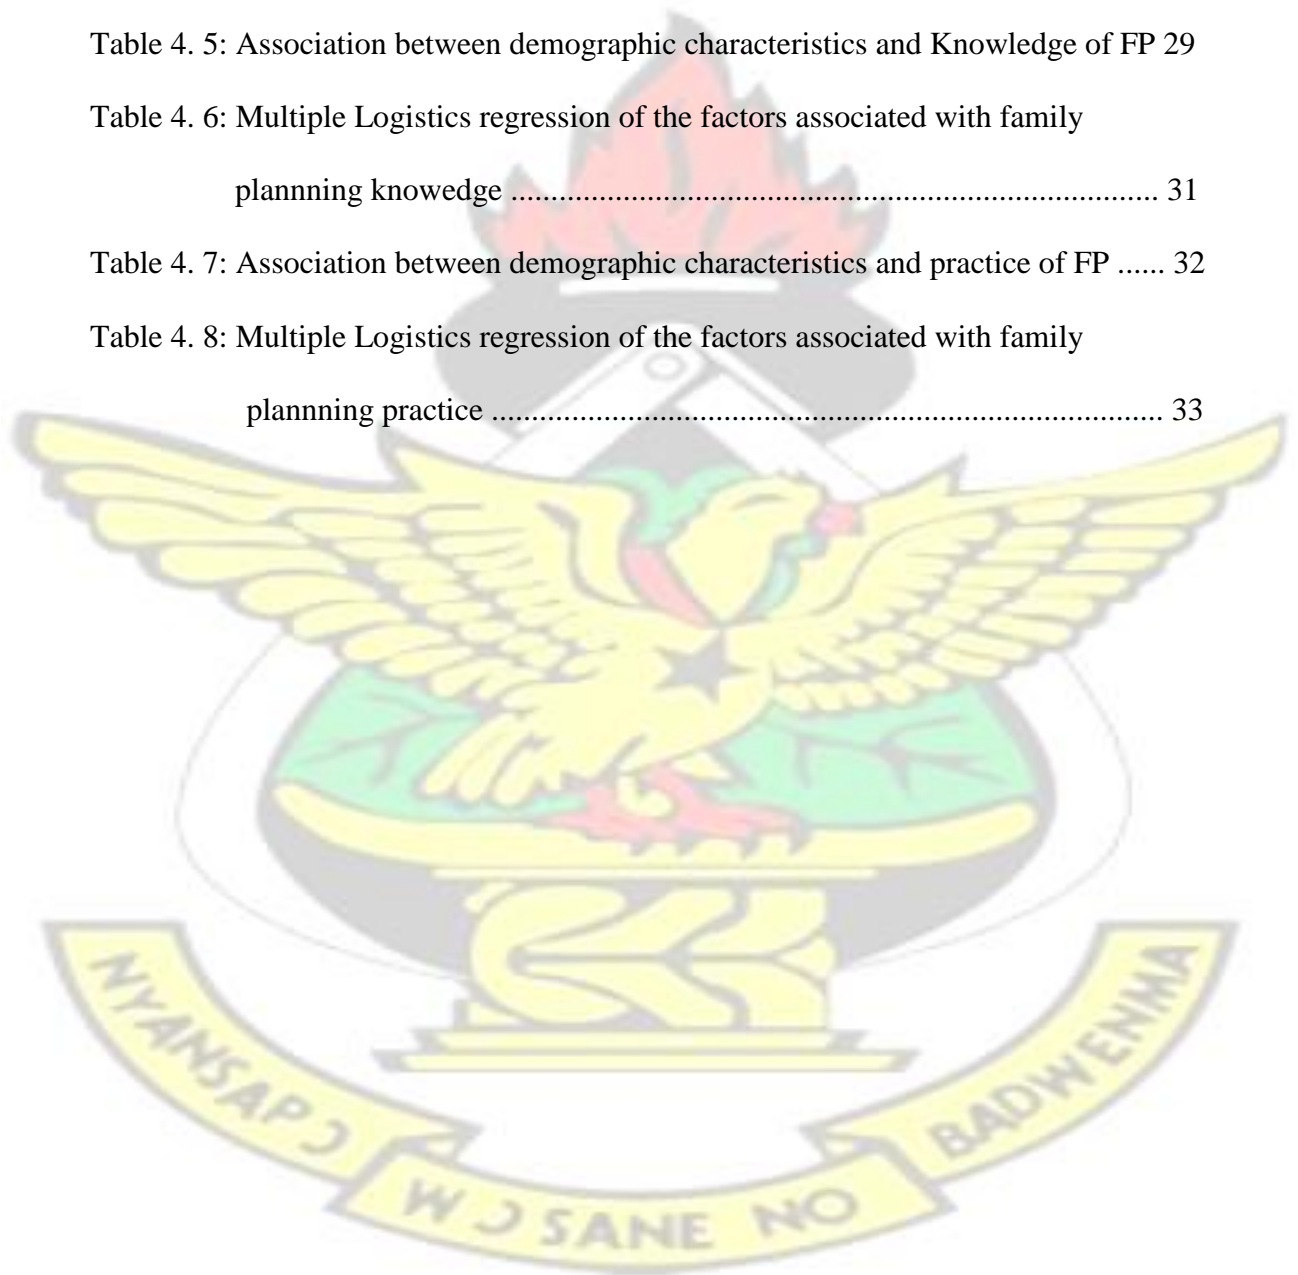 Table 4. 5: Association between demographic characteristics and Knowledge of FP 29
Table 4. 6: Multiple Logistics regression of the factors associated with family
plannning knowedge ................................................................................. 31
Table 4. 7: Association between demographic characteristics and practice of FP ...... 32
Table 4. 8: Multiple Logistics regression of the factors associated with family
plannning practice .................................................................................... 33
NYANSAPƆ
WƆ SANE NO
BADWENMA